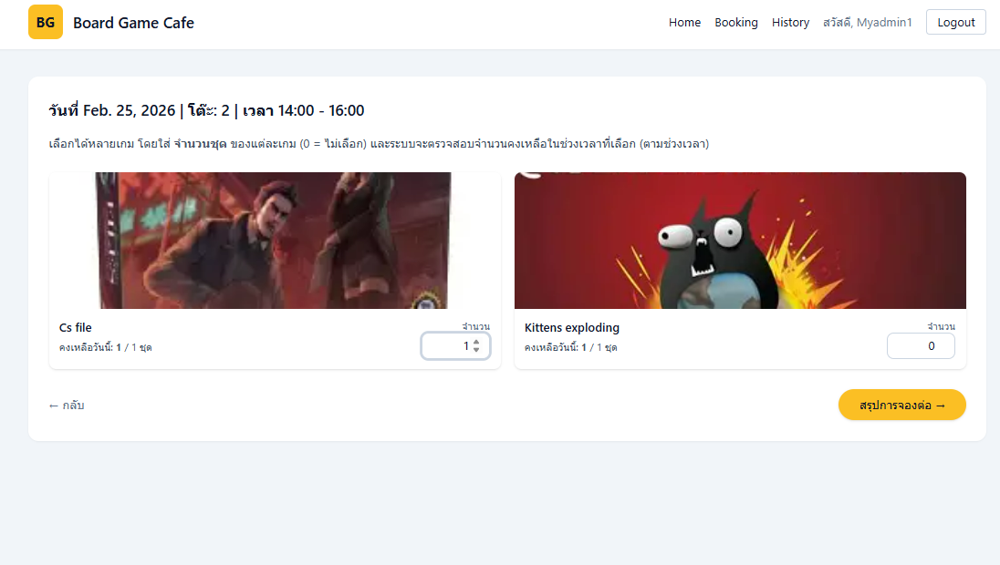 BG Board Game Cafe Home Booking History สวัสดี, Myadmin1 Logout
วันที่ Feb. 25, 2026 | โต๊ะ: 2 | เวลา 14:00 - 16:00
เลือกได้หลายเกม โดยใส่ จำนวนชุด ของแต่ละเกม (0 = ไม่เลือก) และระบบจะตรวจสอบจำนวนคงเหลือในช่วงเวลาที่เลือก (ตามช่วงเวลา)
Cs file
คงเหลือวันนี้: 1 / 1 ชุด
จำนวน
1
Kittens exploding
คงเหลือวันนี้: 1 / 1 ชุด
จำนวน
0
← กลับ
สรุปการจองต่อ →